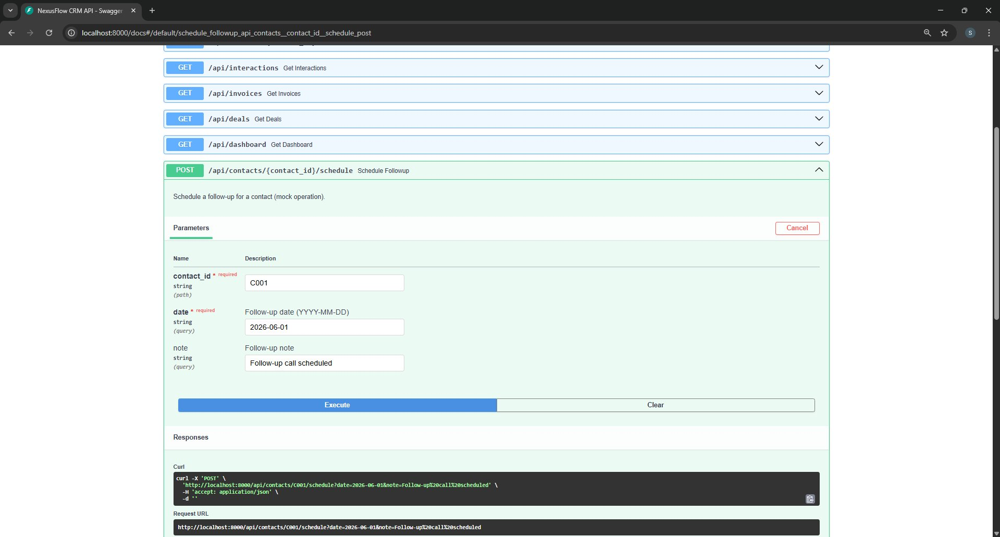 NexusFlow CRM API - Swagger
localhost:8000/docs#/default/schedule_followup_api_contacts__contact_id__schedule_post
S
GET /api/interactions Get Interactions
GET /api/invoices Get Invoices
GET /api/deals Get Deals
GET /api/dashboard Get Dashboard
POST /api/contacts/{contact_id}/schedule Schedule Followup
Schedule a follow-up for a contact (mock operation).
Parameters
Cancel
Name Description
contact_id * required
string
(path)
C001
date * required
string
(query)
Follow-up date (YYYY-MM-DD)
2026-06-01
note
string
(query)
Follow-up note
Follow-up call scheduled
Execute Clear
Responses
Curl
curl -X 'POST' \
'http://localhost:8000/api/contacts/C001/schedule?date=2026-06-01&note=Follow-up%20call%20scheduled' \
-H 'accept: application/json' \
-d ''
Request URL
http://localhost:8000/api/contacts/C001/schedule?date=2026-06-01&note=Follow-up%20call%20scheduled